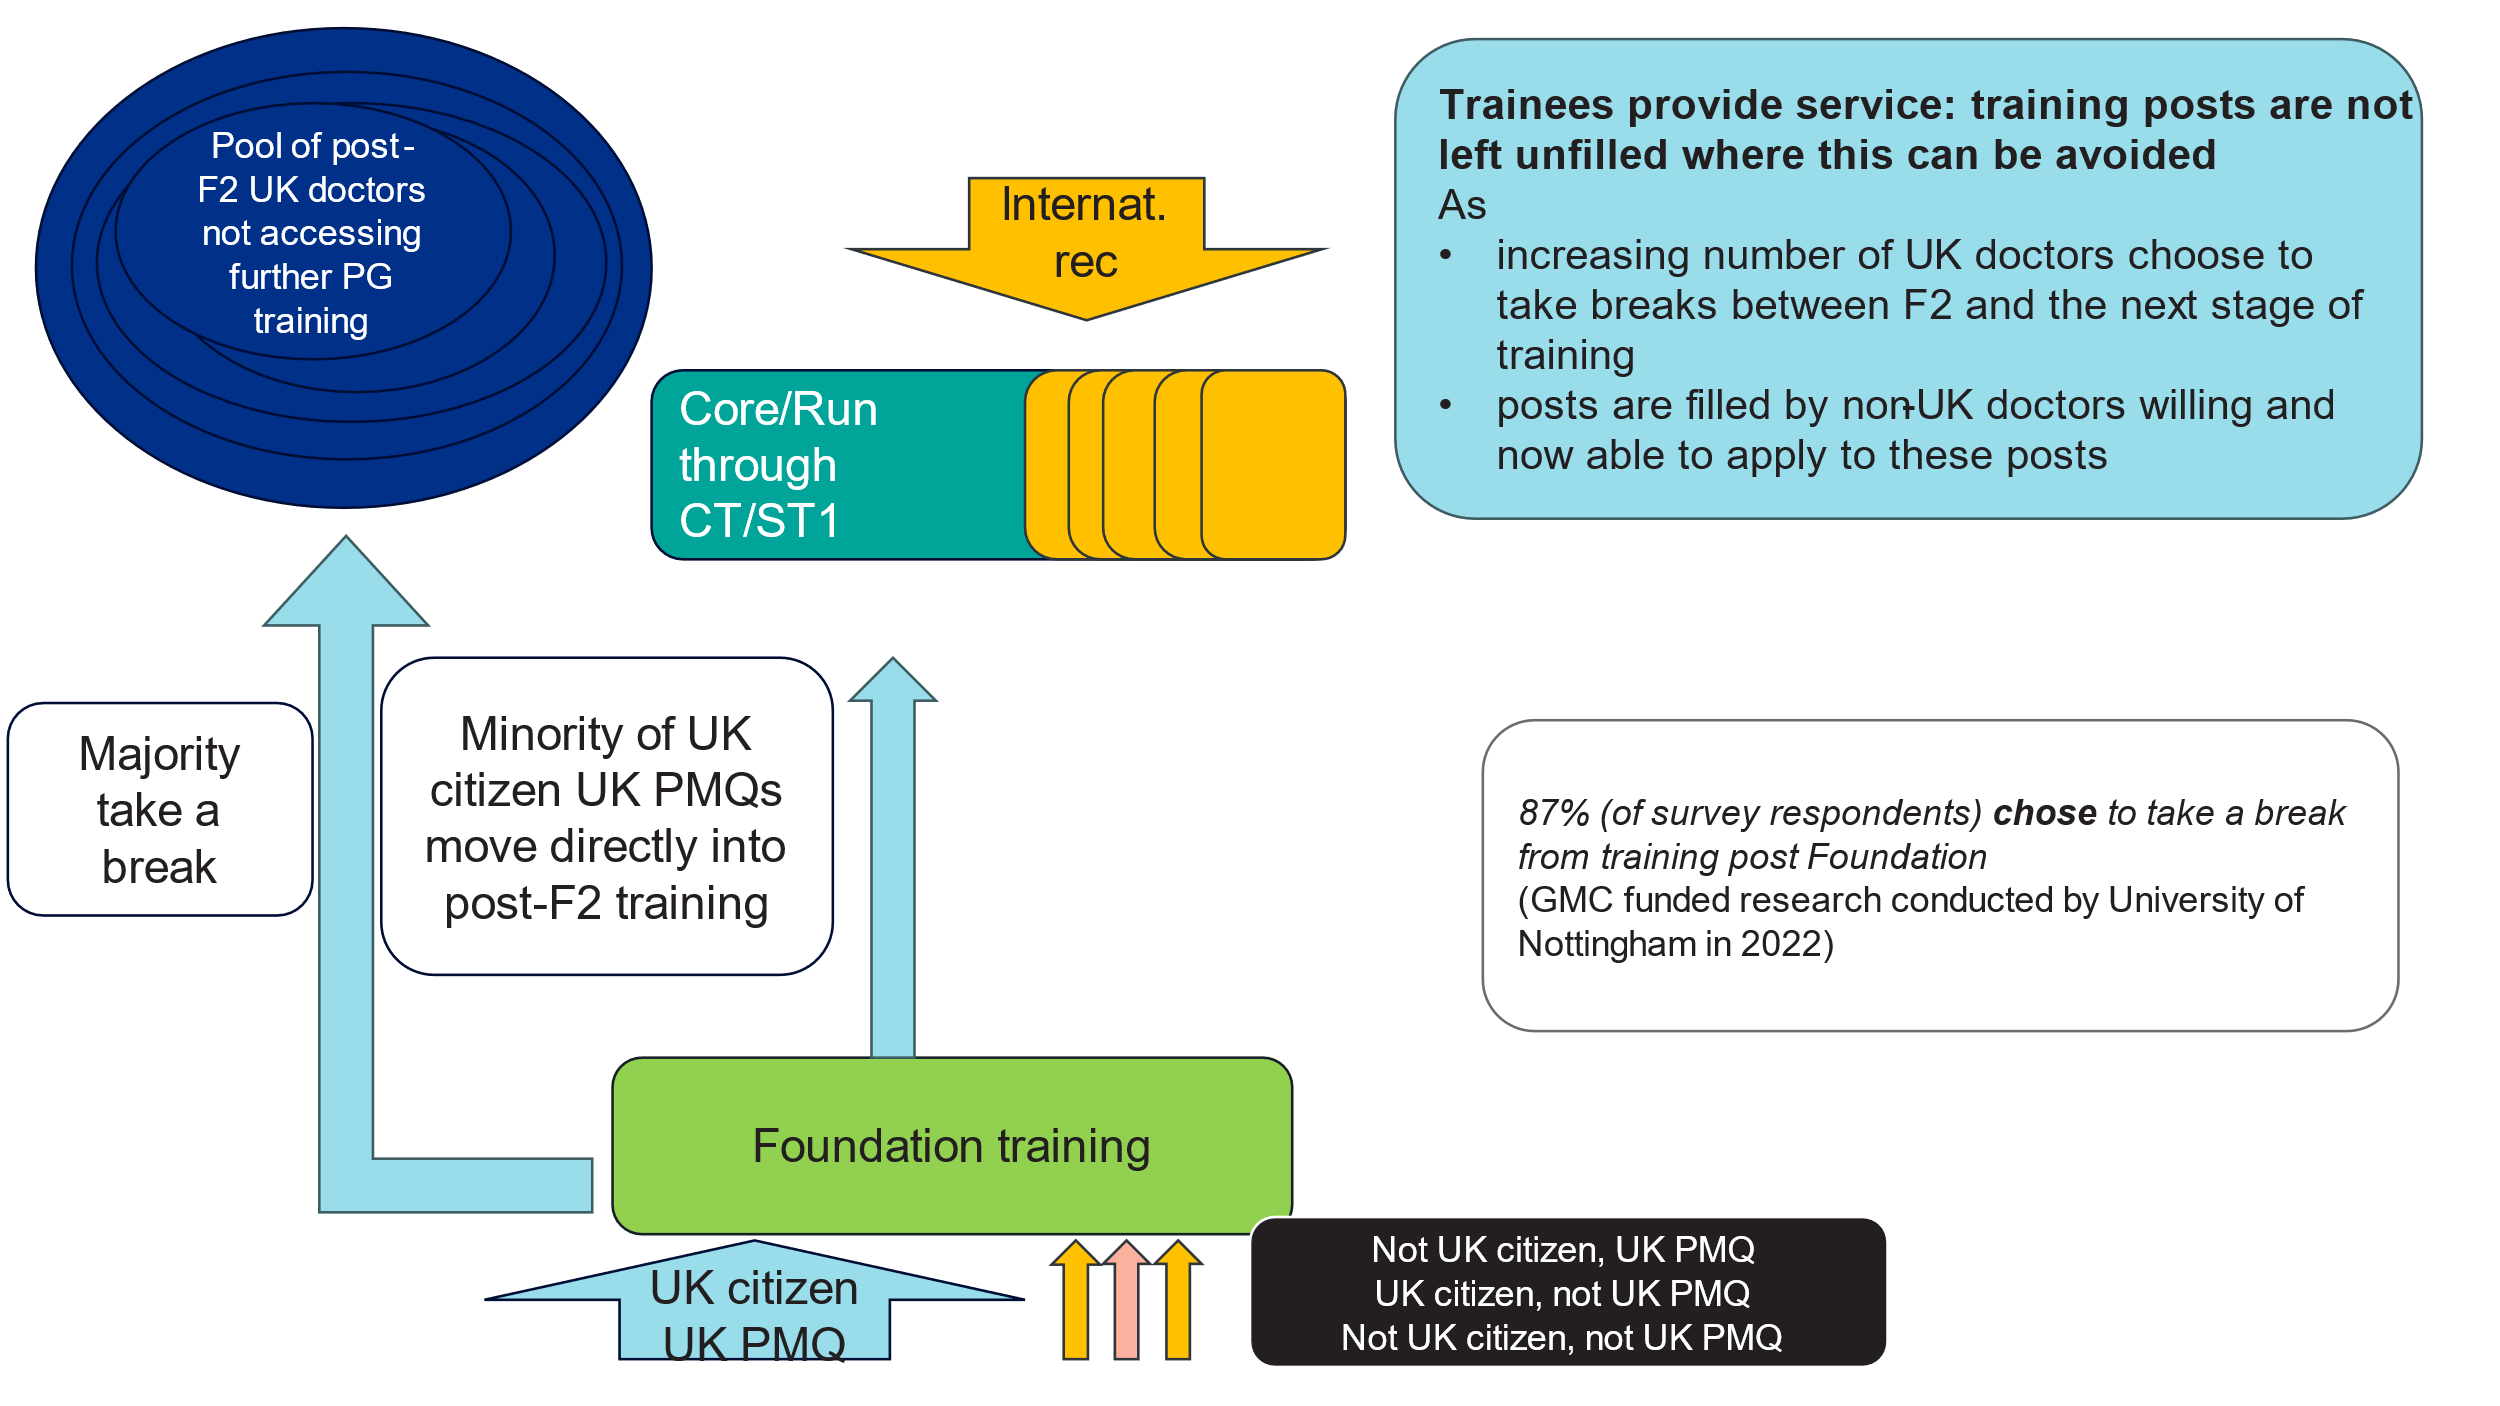 Pool of post-
F2 UK doctors
not accessing
further PG
training
Internat.
rec
Trainees provide service: training posts are not
left unfilled where this can be avoided
As
• increasing number of UK doctors choose to
take breaks between F2 and the next stage of
training
• posts are filled by non-UK doctors willing and
now able to apply to these posts
Core/Run
through
CT/ST1
Majority
take a
break
Minority of UK
citizen UK PMQs
move directly into
post-F2 training
87% (of survey respondents) chose to take a break
from training post Foundation
(GMC funded research conducted by University of
Nottingham in 2022)
Foundation training
UK citizen
UK PMQ
Not UK citizen, UK PMQ
UK citizen, not UK PMQ
Not UK citizen, not UK PMQ